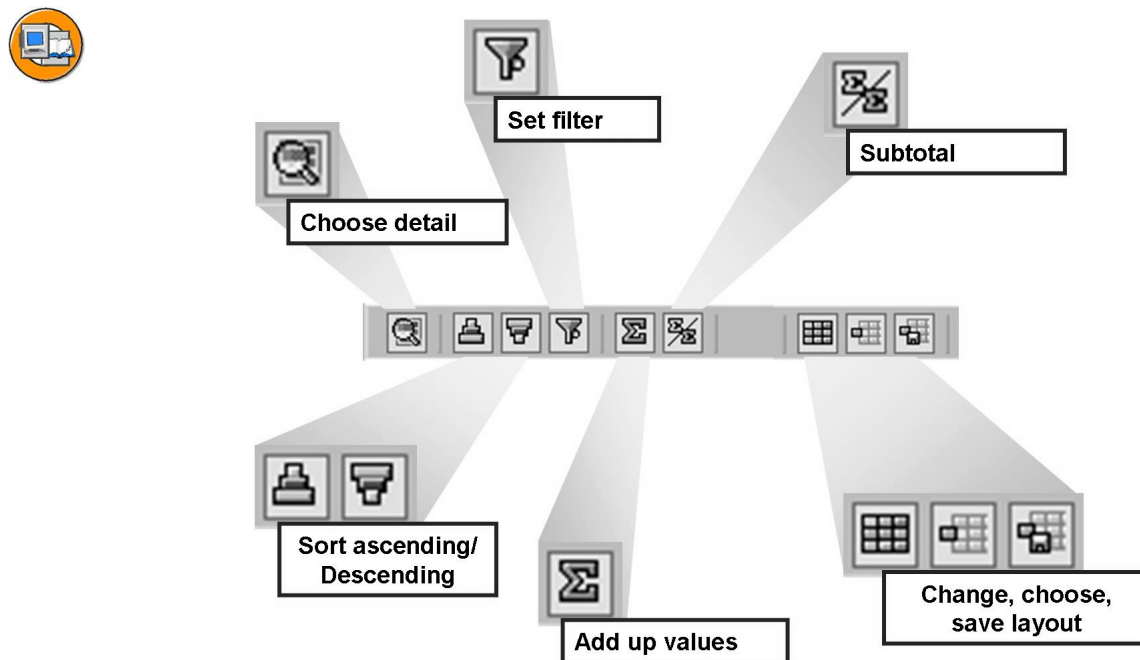 Set filter
Subtotal
Choose detail
Sort ascending/
Descending
Change, choose,
save layout
Add up values